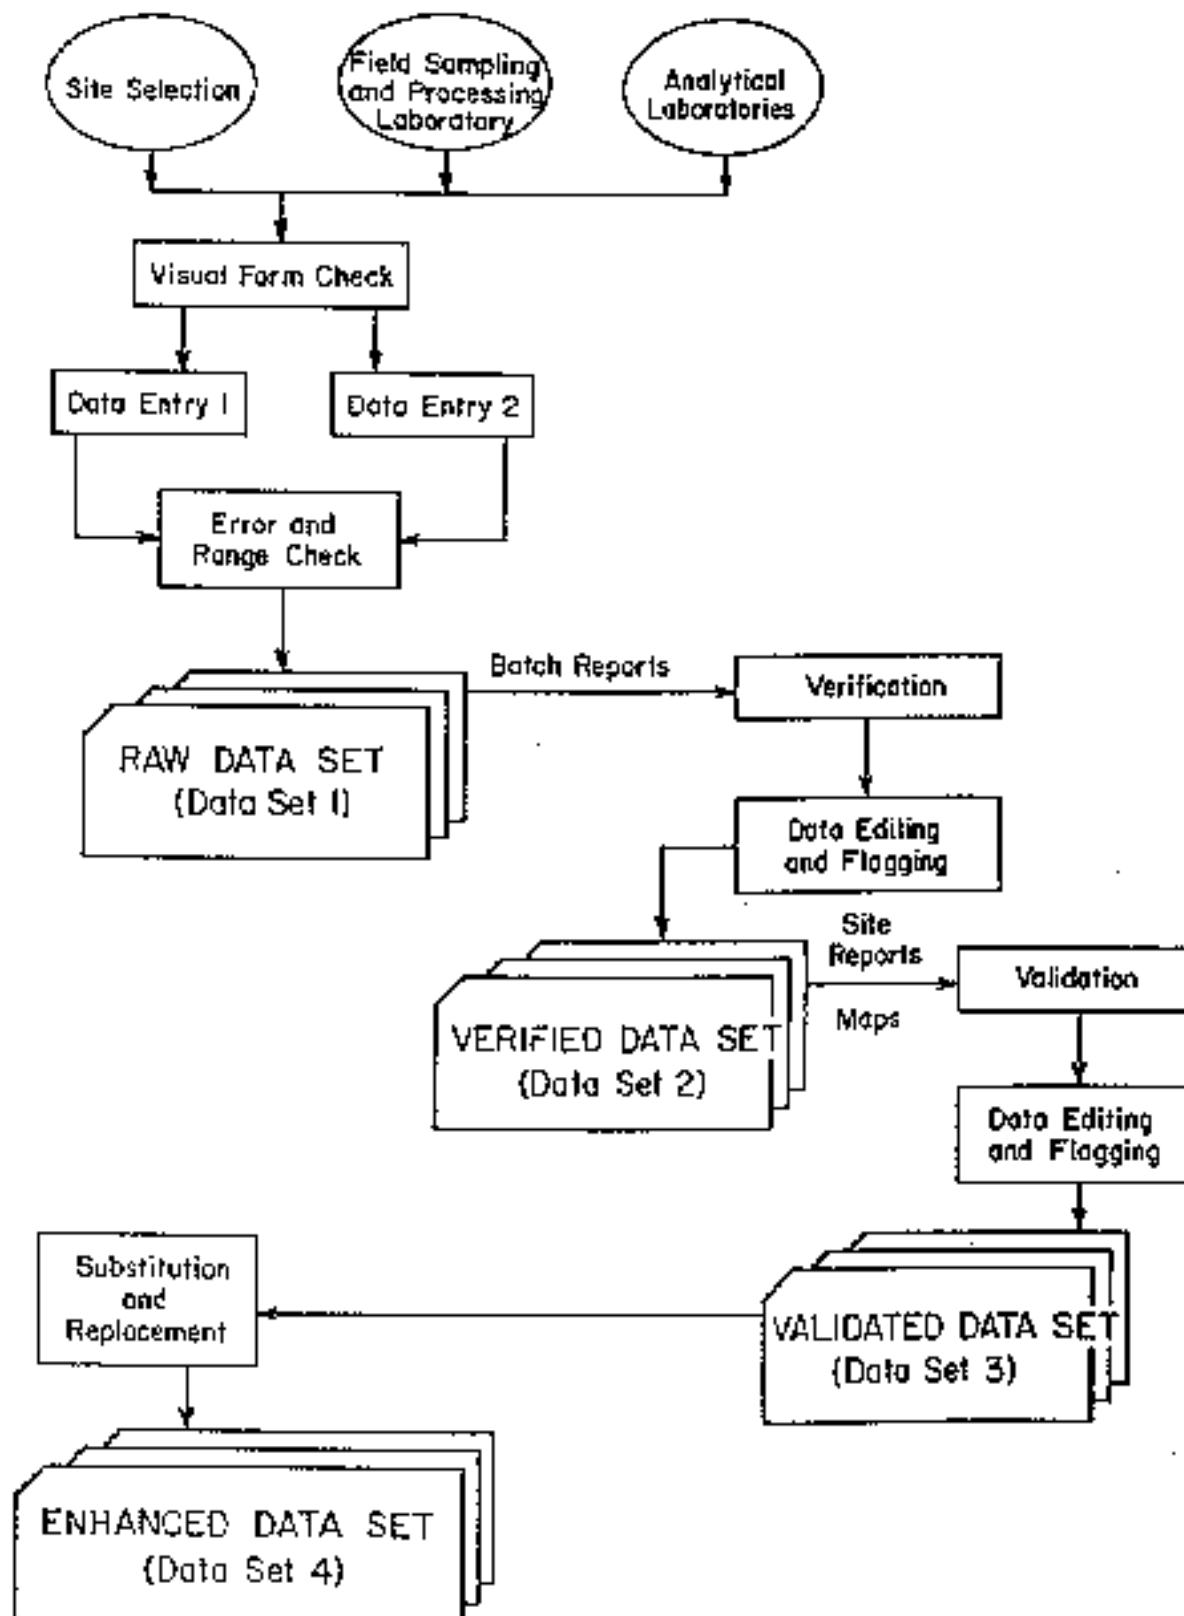 Site Selection
Field Sampling
and Processing
Laboratory
Analytical
Laboratories
Visual Form Check
Data Entry 1
Data Entry 2
Error and
Range Check
Batch Reports
Verification
RAW DATA SET
(Data Set 1)
Data Editing
and Flagging
Site
Reports
Maps
Validation
VERIFIED DATA SET
(Data Set 2)
Data Editing
and Flagging
Substitution
and
Replacement
VALIDATED DATA SET
(Data Set 3)
ENHANCED DATA SET
(Data Set 4)